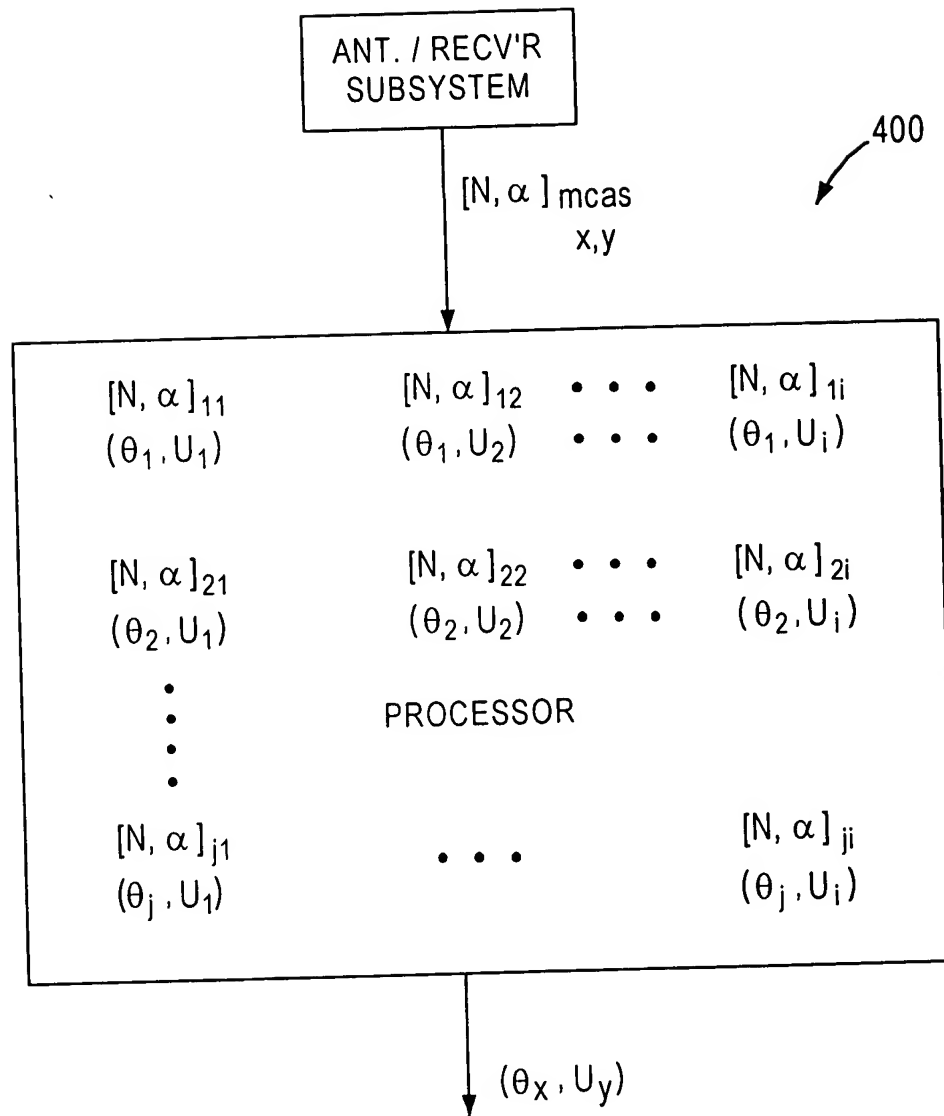 ANT. / RECV'R
SUBSYSTEM
400
[N, α] mcas
x,y
[N, α]11 [N, α]12 • • • [N, α]1i
(θ1, U1) (θ1, U2) • • • (θ1, Ui)
[N, α]21 [N, α]22 • • • [N, α]2i
(θ2, U1) (θ2, U2) • • • (θ2, Ui)
PROCESSOR
[N, α]j1 • • • [N, α]ji
(θj, U1) (θj, Ui)
(θx, Uy)